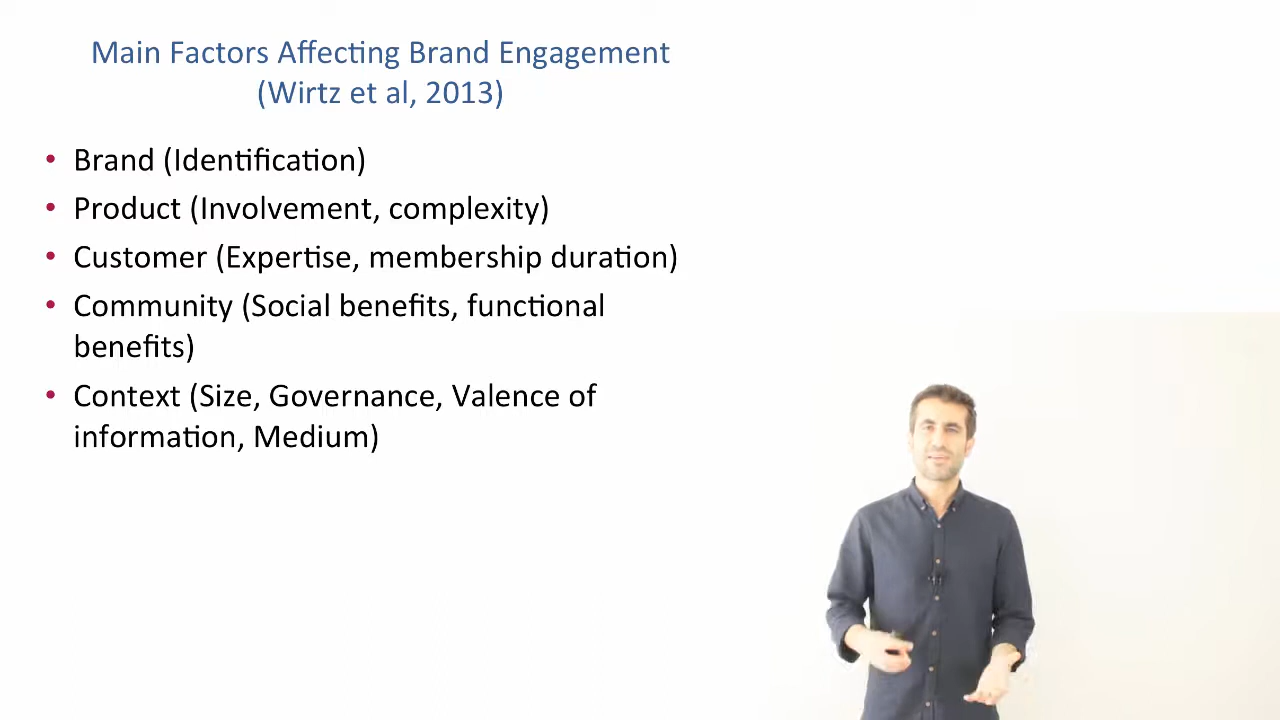 Main Factors Affecting Brand Engagement
(Wirtz et al, 2013)
• Brand (Identification)
• Product (Involvement, complexity)
• Customer (Expertise, membership duration)
• Community (Social benefits, functional
benefits)
• Context (Size, Governance, Valence of
information, Medium)